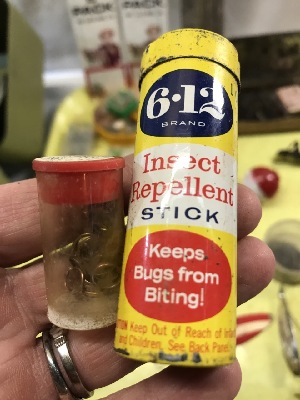 PACK
6·12
BRAND
Insect
Repellent
STICK
Keeps
Bugs from
Biting!
Keep Out of Reach of
and Children. See Back Panel